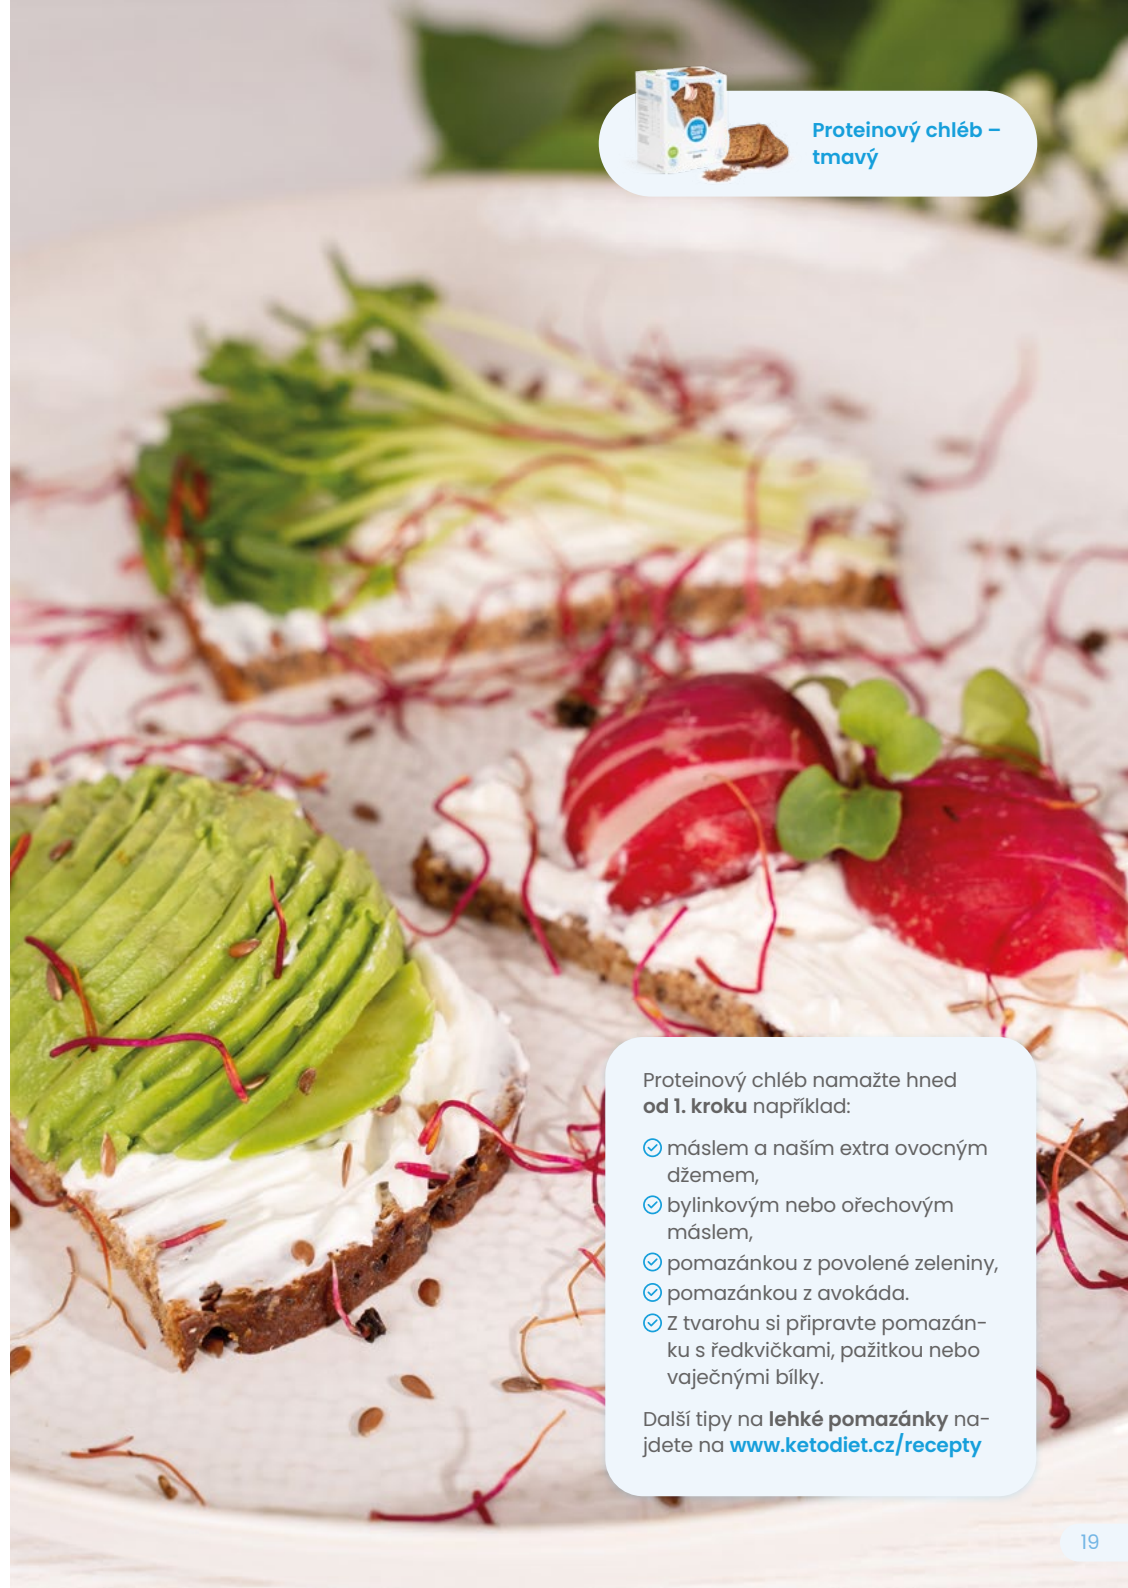 Proteinový chléb –
tmavý
Proteinový chléb namažte hned
od 1. kroku například:
máslem a naším extra ovocným
džemem,
bylinkovým nebo ořechovým
máslem,
pomazánkou z povolené zeleniny,
pomazánkou z avokáda.
Z tvarohu si připravte pomazán-
ku s ředkvičkami, pažitkou nebo
vaječnými bílky.
Další tipy na lehké pomazánky na-
jdete na www.ketodiet.cz/recepty
19